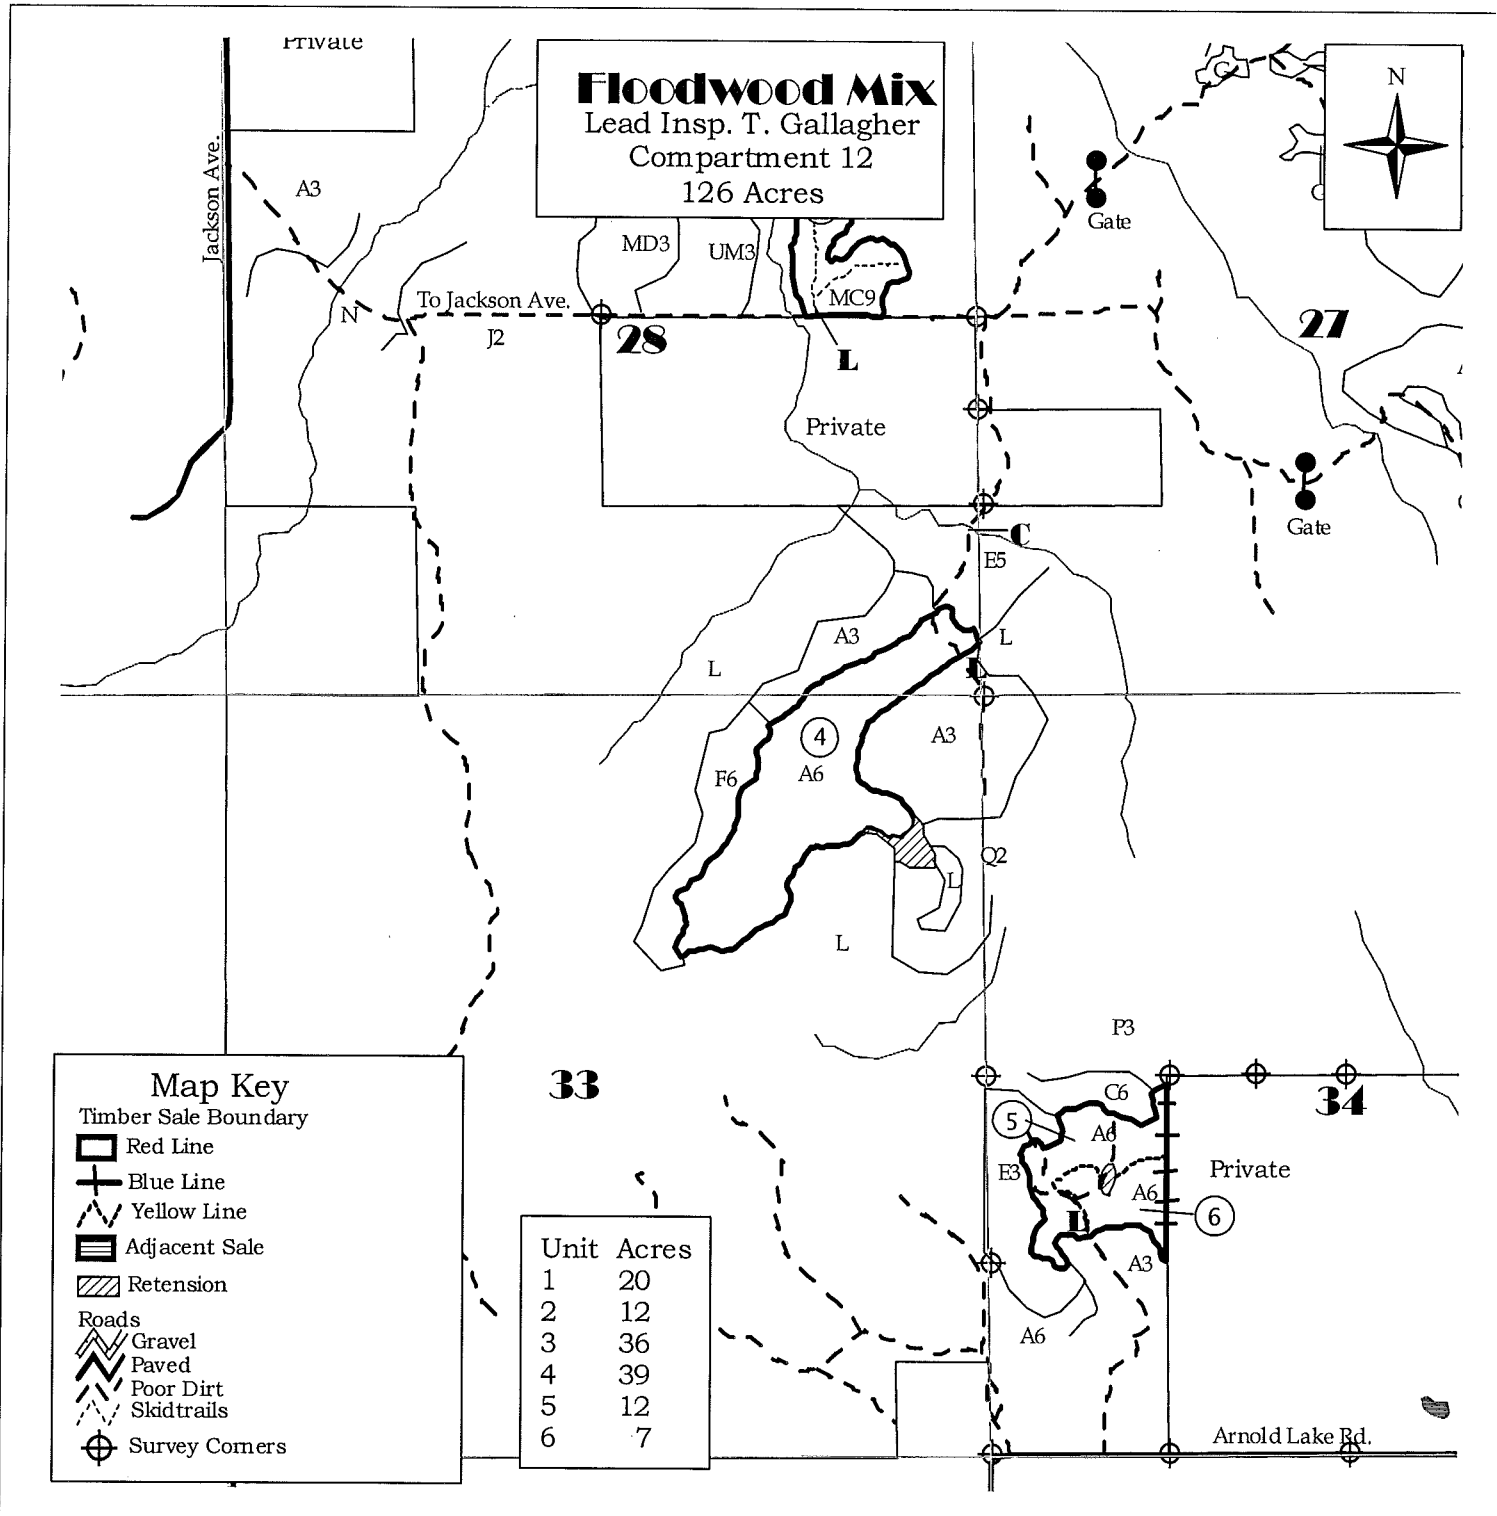 Private
Floodwood Mix
Lead Insp. T. Gallagher
Compartment 12
126 Acres
N
G
Jackson Ave.
A3
MD3
UM3
MC9
Gate
To Jackson Ave.
N
J2
28
L
27
Private
Gate
C
E5
A3
L
L
L
4
A6
A3
F6
Q2
L
L
P3
33
C6
34
5
A6
E3
A6
Private
6
L
A3
A6
Arnold Lake Rd.
Map Key
Timber Sale Boundary
Red Line
Blue Line
Yellow Line
Adjacent Sale
Retension
Roads
Gravel
Paved
Poor Dirt
Skidtrails
Survey Corners
Unit Acres
1 20
2 12
3 36
4 39
5 12
6 7